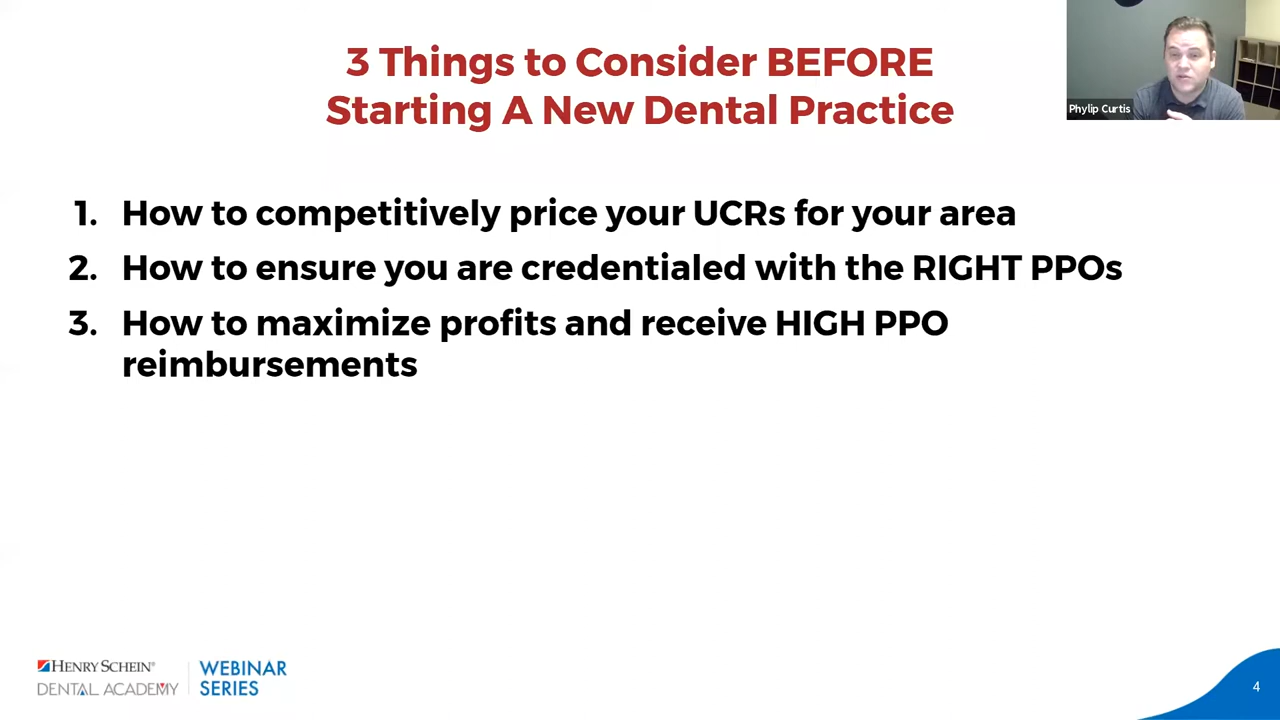 3 Things to Consider BEFORE
Starting A New Dental Practice
Phylip Curtis
1. How to competitively price your UCRs for your area
2. How to ensure you are credentialed with the RIGHT PPOs
3. How to maximize profits and receive HIGH PPO
reimbursements
HENRY SCHEIN®
DENTAL ACADEMY
WEBINAR
SERIES
4